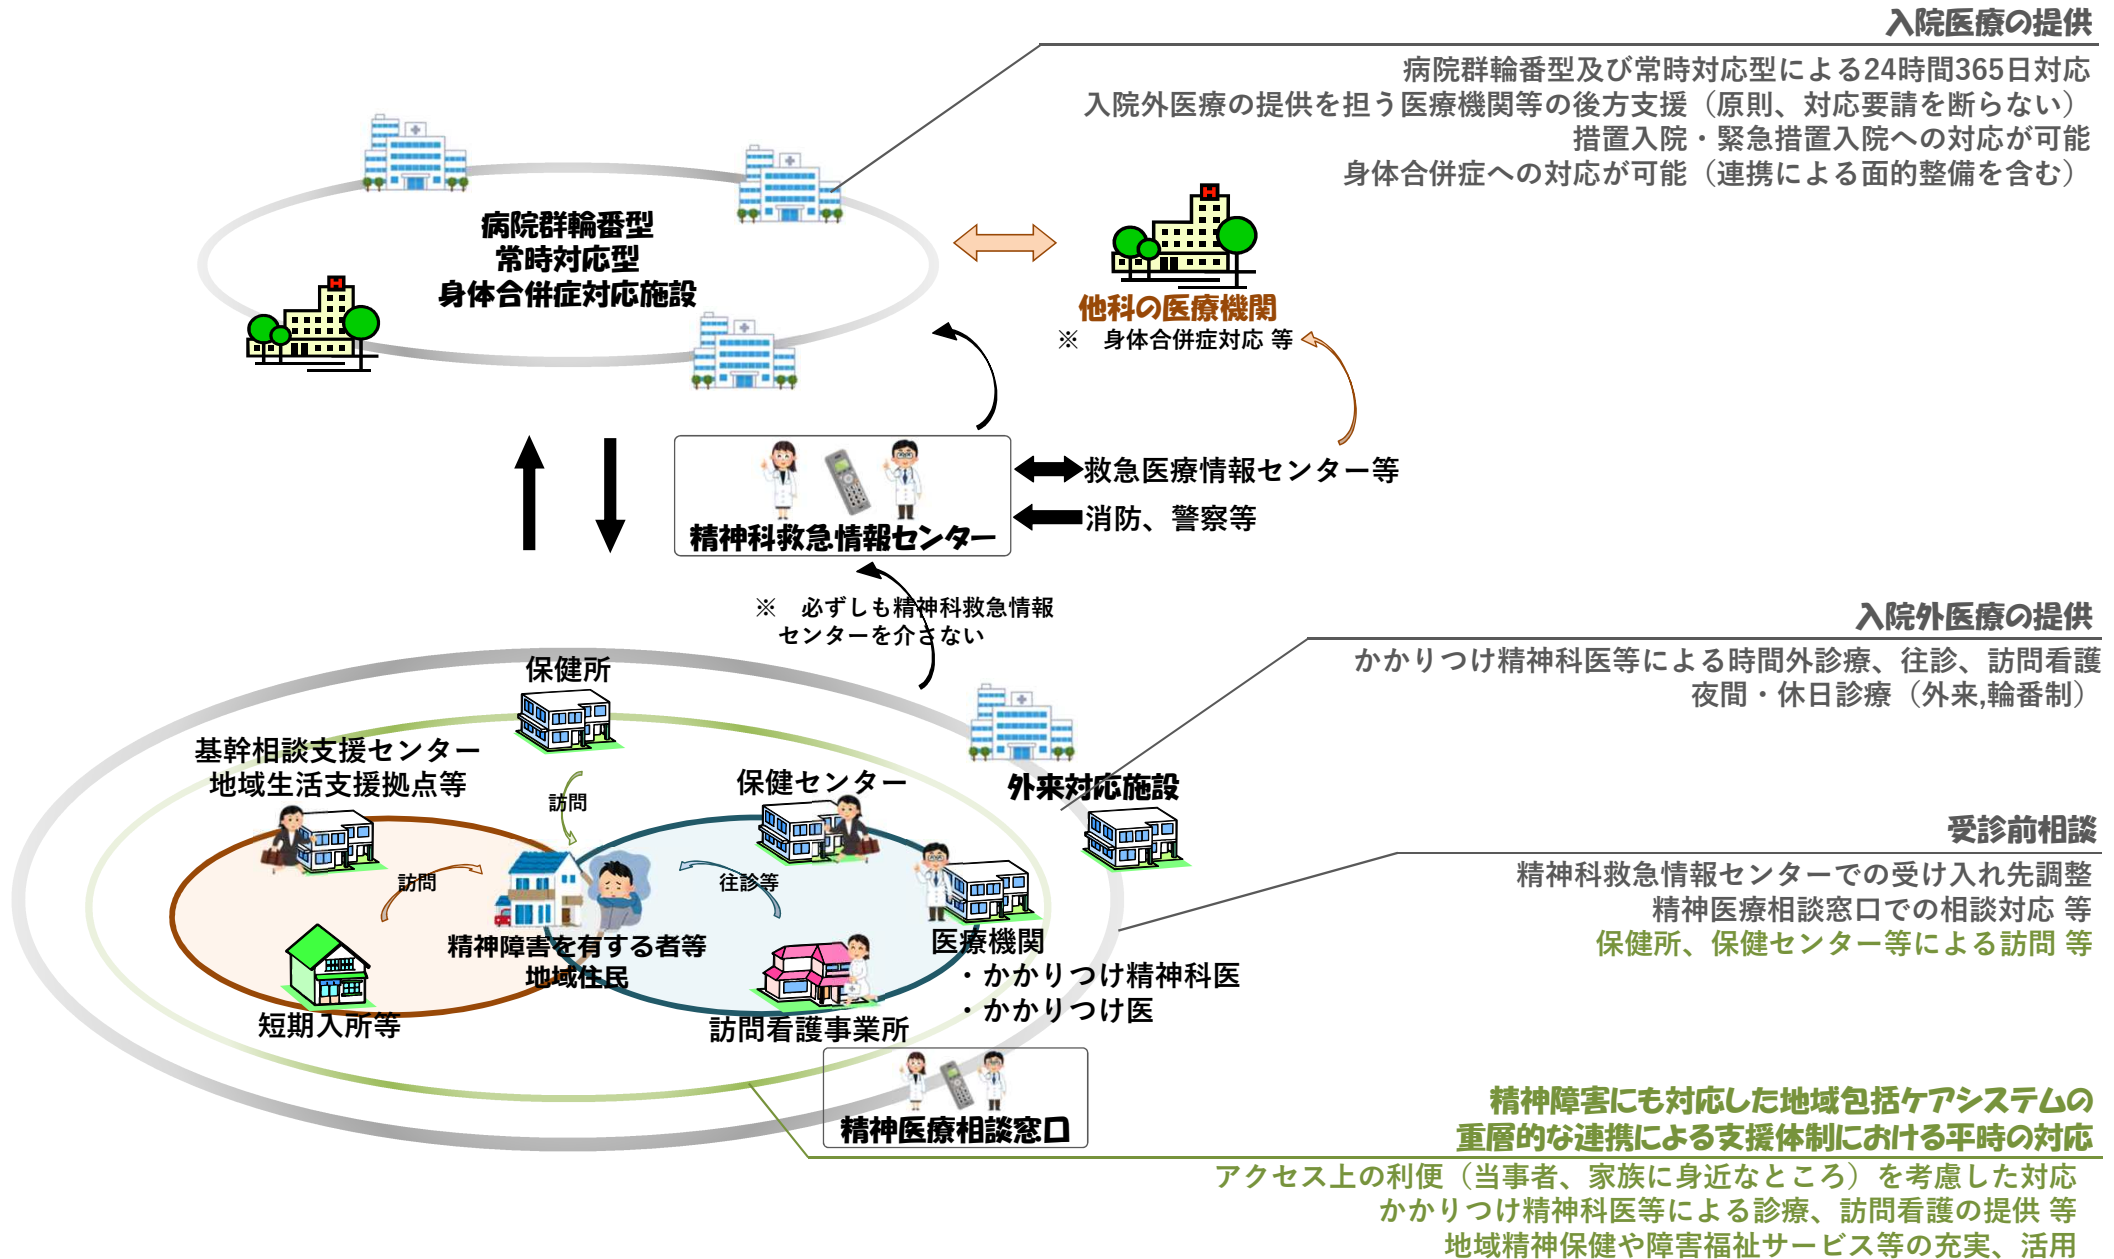 入院医療の提供
病院群輪番型及び常時対応型による24時間365日対応
入院外医療の提供を担う医療機関等の後方支援（原則、対応要請を断らない）
措置入院・緊急措置入院への対応が可能
身体合併症への対応が可能（連携による面的整備を含む）
病院群輪番型
常時対応型
身体合併症対応施設
他科の医療機関
※　身体合併症対応 等
救急医療情報センター等
消防、警察等
精神科救急情報センター
※　必ずしも精神科救急情報
センターを介さない
入院外医療の提供
かかりつけ精神科医等による時間外診療、往診、訪問看護
夜間・休日診療（外来,輪番制）
保健所
基幹相談支援センター
地域生活支援拠点等
訪問
保健センター
外来対応施設
訪問
往診等
受診前相談
精神科救急情報センターでの受け入れ先調整
精神医療相談窓口での相談対応 等
保健所、保健センター等による訪問 等
精神障害を有する者等
地域住民
医療機関
・かかりつけ精神科医
・かかりつけ医
短期入所等
訪問看護事業所
精神医療相談窓口
精神障害にも対応した地域包括ケアシステムの
重層的な連携による支援体制における平時の対応
アクセス上の利便（当事者、家族に身近なところ）を考慮した対応
かかりつけ精神科医等による診療、訪問看護の提供 等
地域精神保健や障害福祉サービス等の充実、活用